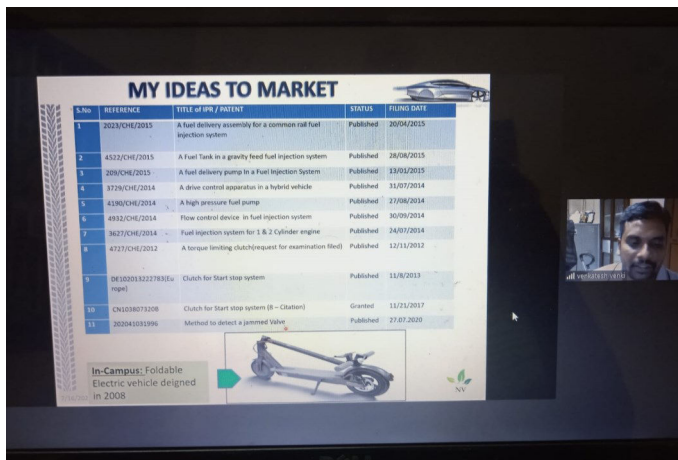 MY IDEAS TO MARKET
S.No REFERENCE TITLE of IPR / PATENT STATUS FILING DATE
1 2023/CHE/2015 A fuel delivery assembly for a common rail fuel Published 20/04/2015
injection system
2 4522/CHE/2015 A Fuel Tank in a gravity feed fuel injection system Published 28/08/2015
3 209/CHE/2015 A fuel delivery pump in a Fuel Injection System Published 13/01/2015
4 3729/CHE/2014 A drive control apparatus in a hybrid vehicle Published 31/07/2014
5 4190/CHE/2014 A high pressure fuel pump Published 27/08/2014
6 4932/CHE/2014 Flow control device in fuel injection system Published 30/09/2014
7 3627/CHE/2014 Fuel injection system for 1 & 2 Cylinder engine Published 24/07/2014
8 4727/CHE/2012 A torque limiting clutch(request for examination filed) Published 12/11/2012
9 DE102013222783(Eu Clutch for Start stop system Published 11/8/2013
rope)
10 CN103807320B Clutch for Start stop system (8 – Citation) Granted 11/21/2017
11 202041031996 Method to detect a jammed Valve Published 27.07.2020
In-Campus: Foldable
Electric vehicle deigned
in 2008
NV
venkatesh venki